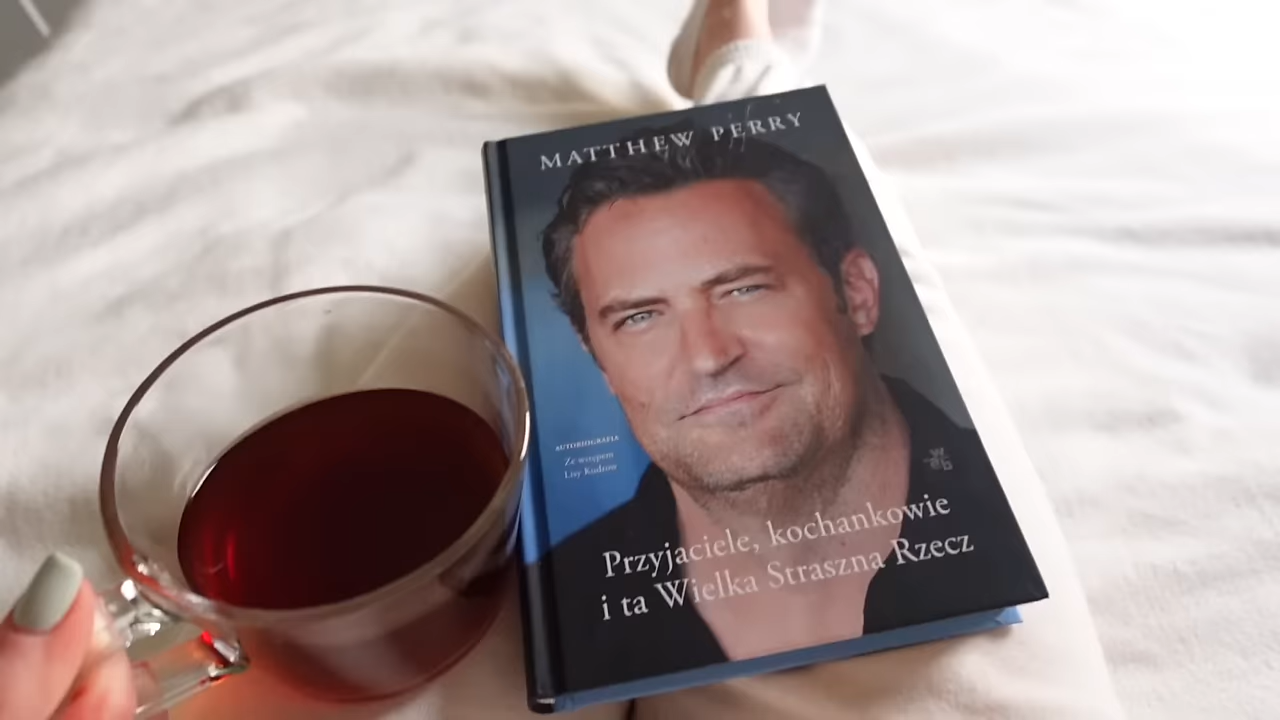 MATTHEW PERRY
AUTOBIOGRAFIA
Ze wstępem
Lisy Kudrow
Przyjaciele, kochankowie
i ta Wielka Straszna Rzecz